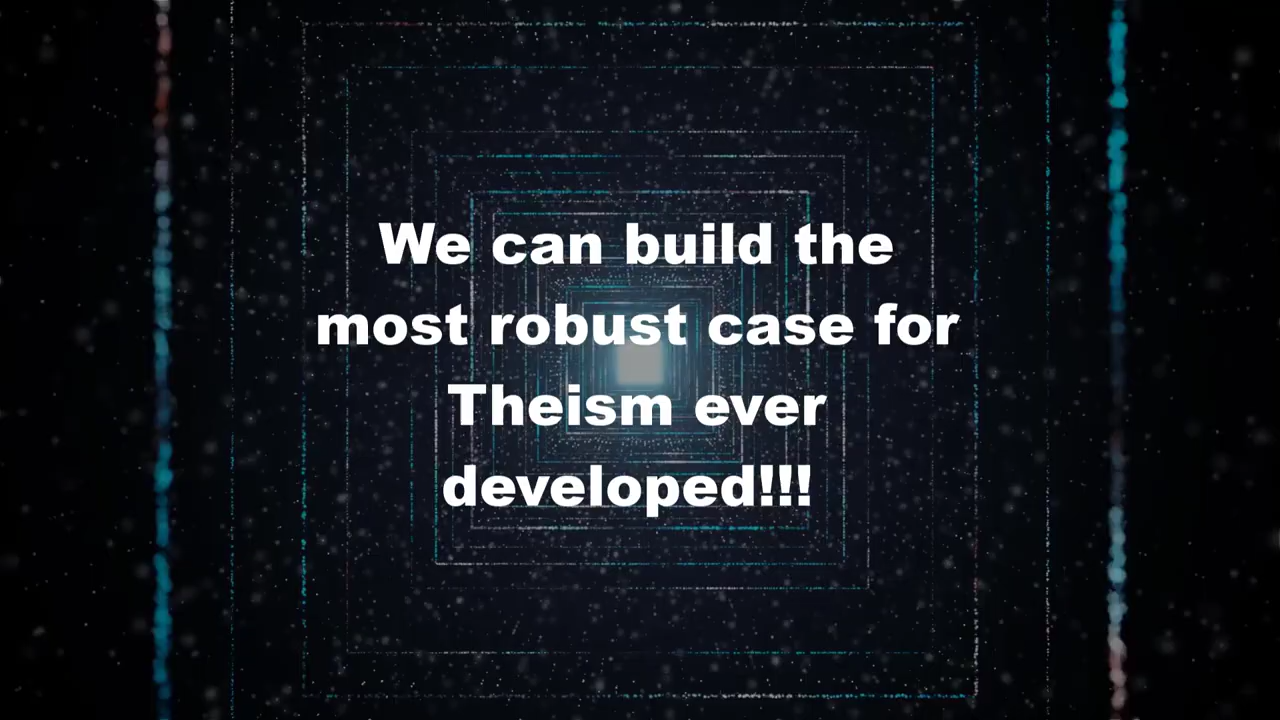 We can build the
most robust case for
Theism ever
developed!!!